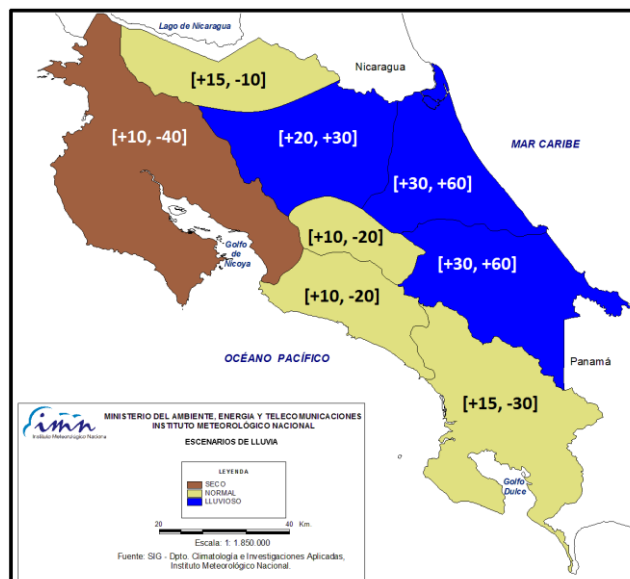 Lago de Nicaragua
Nicaragua
[+15, -10]
[+10, -40]
[+20, +30]
MAR CARIBE
[+30, +60]
[+10, -20]
Golfo
de
Nicoya
[+30, +60]
[+10, -20]
OCÉANO PACÍFICO
Panamá
[+15, -30]
Golfo
Dulce
imn
Instituto Meteorológico Nacional
MINISTERIO DEL AMBIENTE, ENERGIA Y TELECOMUNICACIONES
INSTITUTO METEOROLÓGICO NACIONAL
ESCENARIOS DE LLUVIA
LEYENDA
SECO
NORMAL
LLUVIOSO
20 0 40 Km.
Escala: 1: 1.850.000
Fuente: SIG - Dpto. Climatología e Investigaciones Aplicadas,
Instituto Meteorológico Nacional.